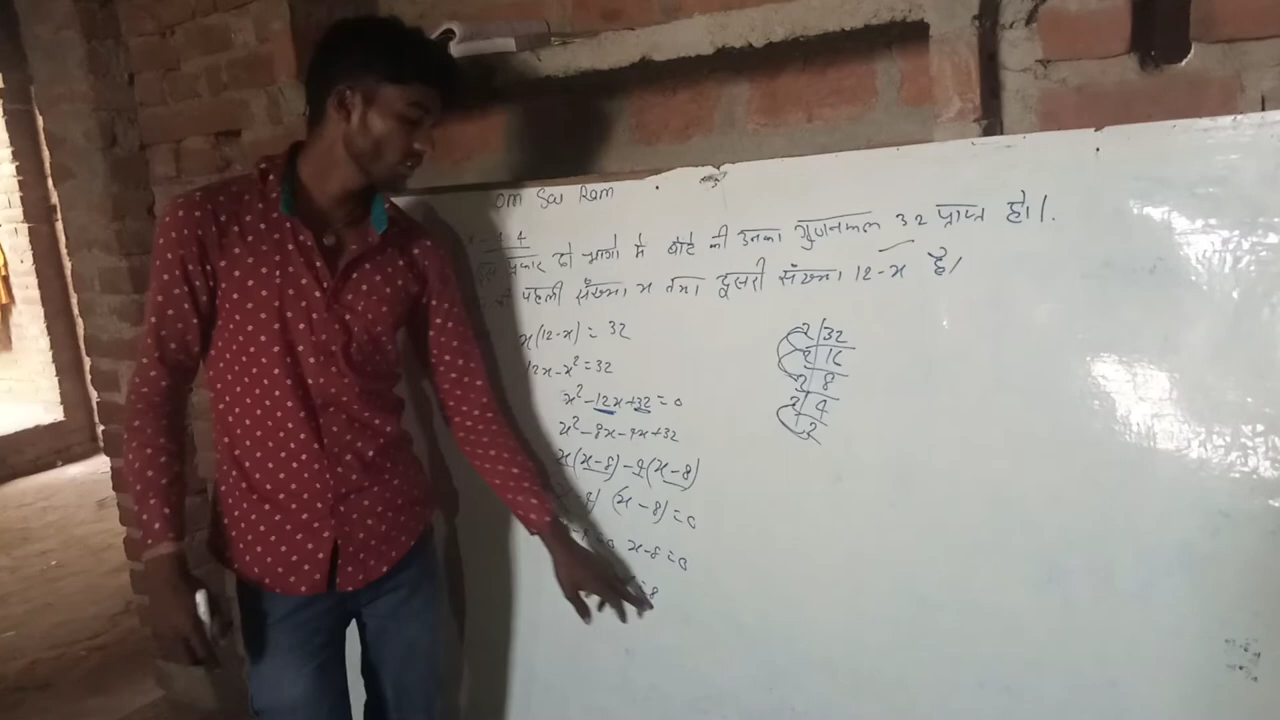 om Sai Ram
प्रकार दो भागो मे बांटे की उनका गुणनफल 32 प्राप्त हो।.
पहली संख्या x तथा दूसरी संख्या 12-x है।
x(12-x) = 32
12x-x²=32
x²-12x+32=0
x²-8x-4x+32
x(x-8)-4(x-8)
(x-8)=0
x-8=0
=8
2 32
2 16
2 8
2 4
2